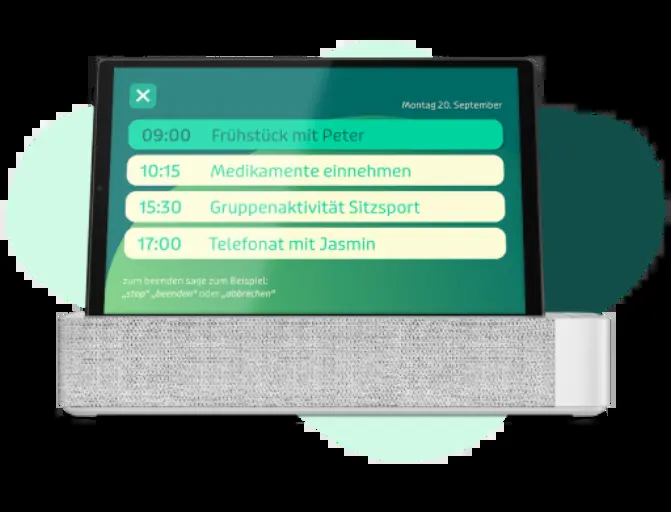 Montag 20. September
09:00 Frühstück mit Peter
10:15 Medikamente einnehmen
15:30 Gruppenaktivität Sitzsport
17:00 Telefonat mit Jasmin
zum beenden sage zum Beispiel:
„stop“ „beenden“ oder „abbrechen“